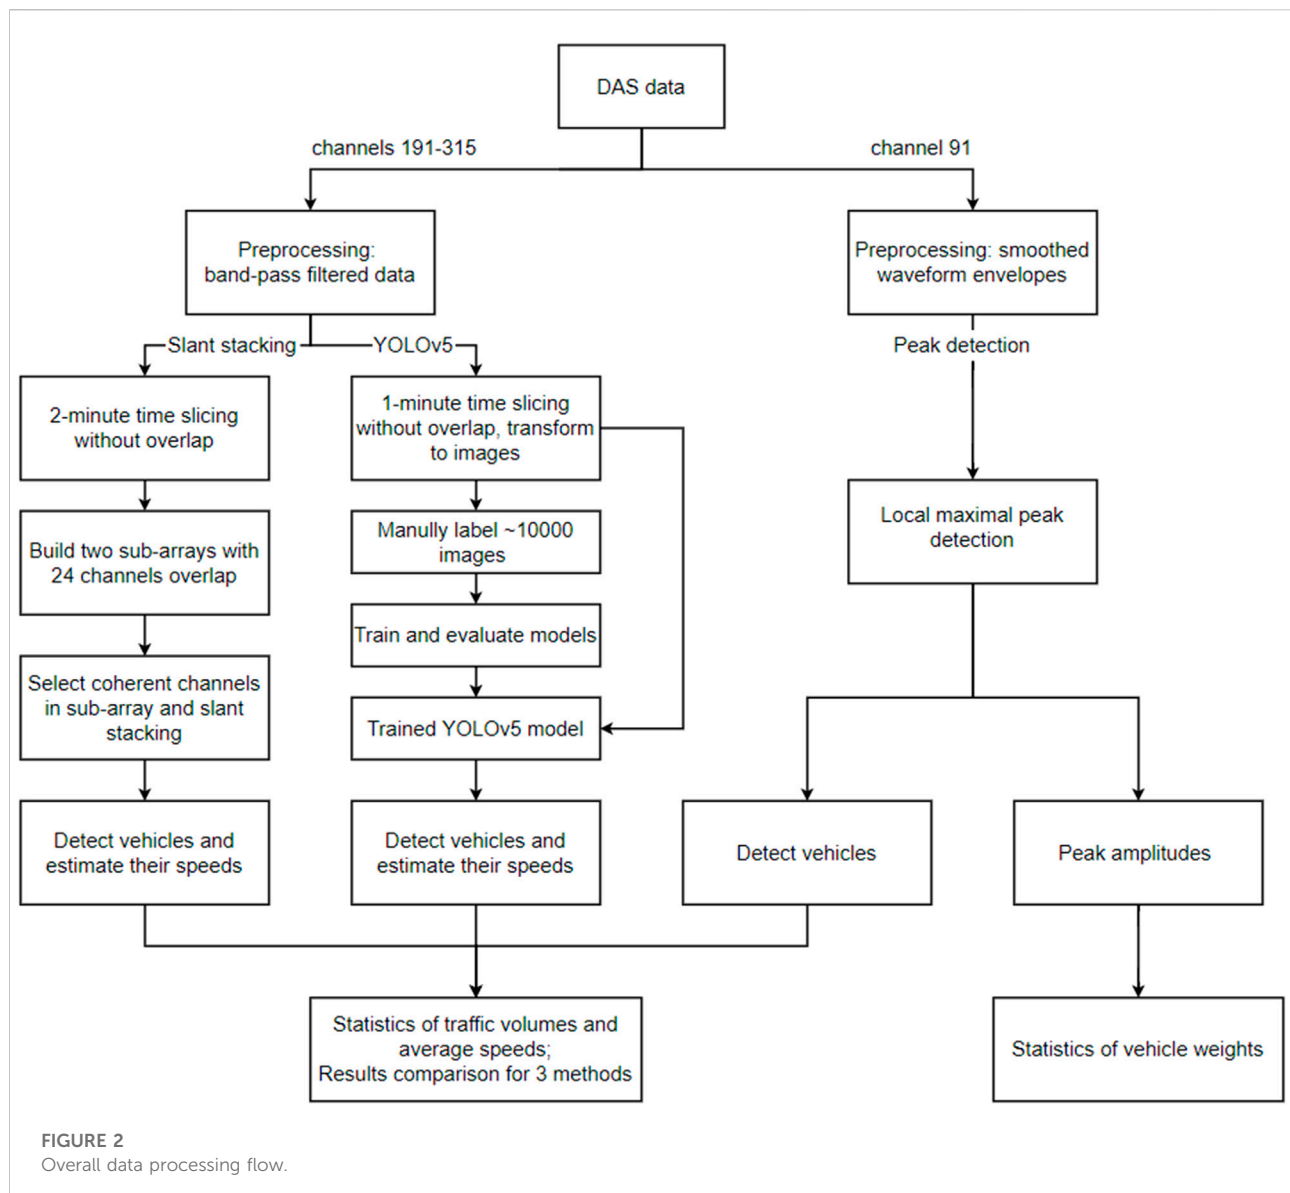 DAS data
channels 191-315
channel 91
Preprocessing:
band-pass filtered data
Preprocessing: smoothed
waveform envelopes
Slant stacking
YOLOv5
Peak detection
2-minute time slicing
without overlap
1-minute time slicing
without overlap, transform
to images
Build two sub-arrays with
24 channels overlap
Manully label ~10000
images
Local maximal peak
detection
Train and evaluate models
Select coherent channels
in sub-array and slant
stacking
Trained YOLOv5 model
Detect vehicles and
estimate their speeds
Detect vehicles and
estimate their speeds
Detect vehicles
Peak amplitudes
Statistics of traffic volumes and
average speeds;
Results comparison for 3 methods
Statistics of vehicle weights
FIGURE 2
Overall data processing flow.